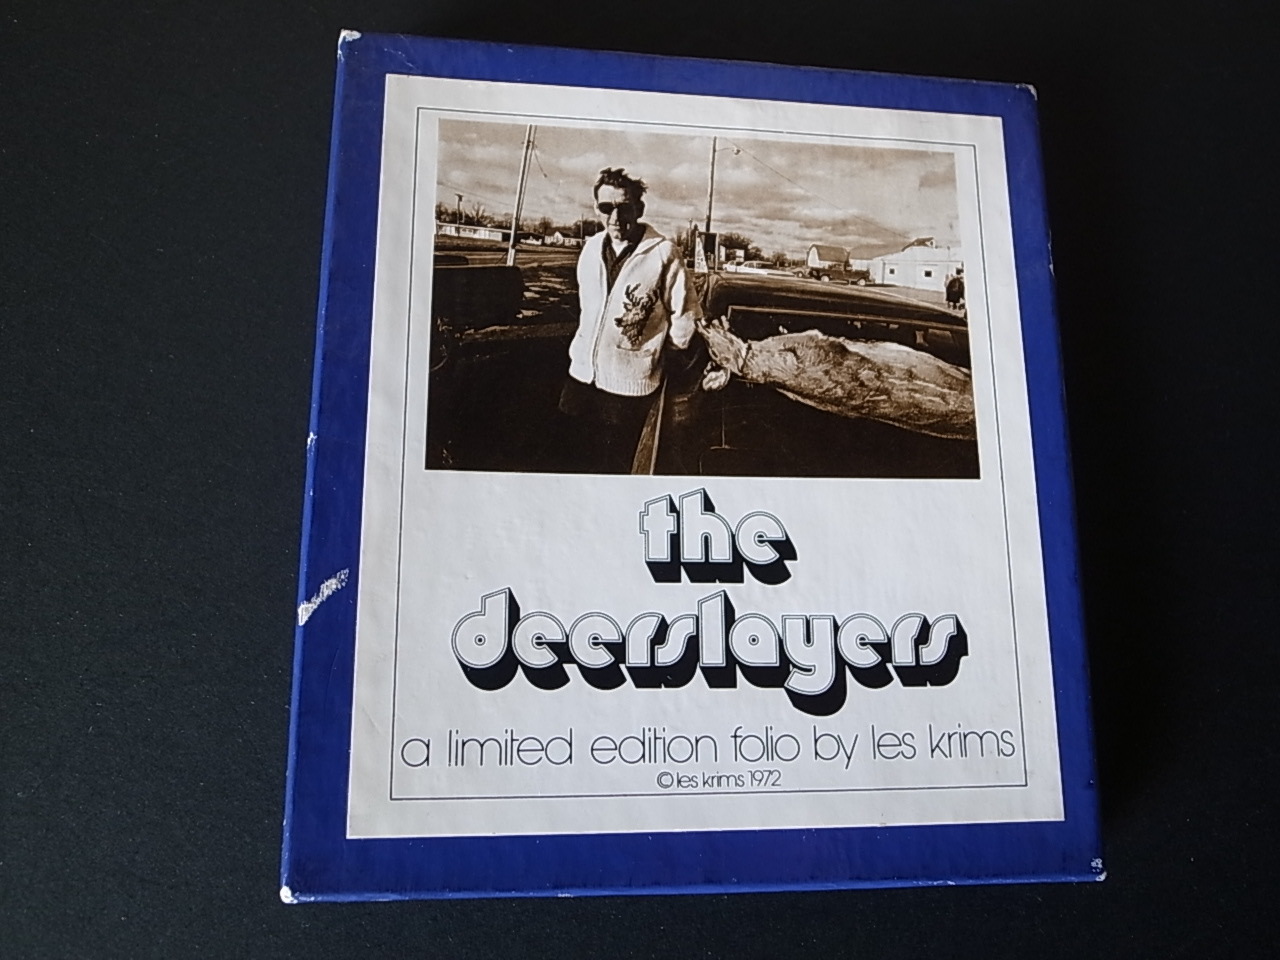 the
deerslayers
a limited edition folio by les krims
© les krims 1972